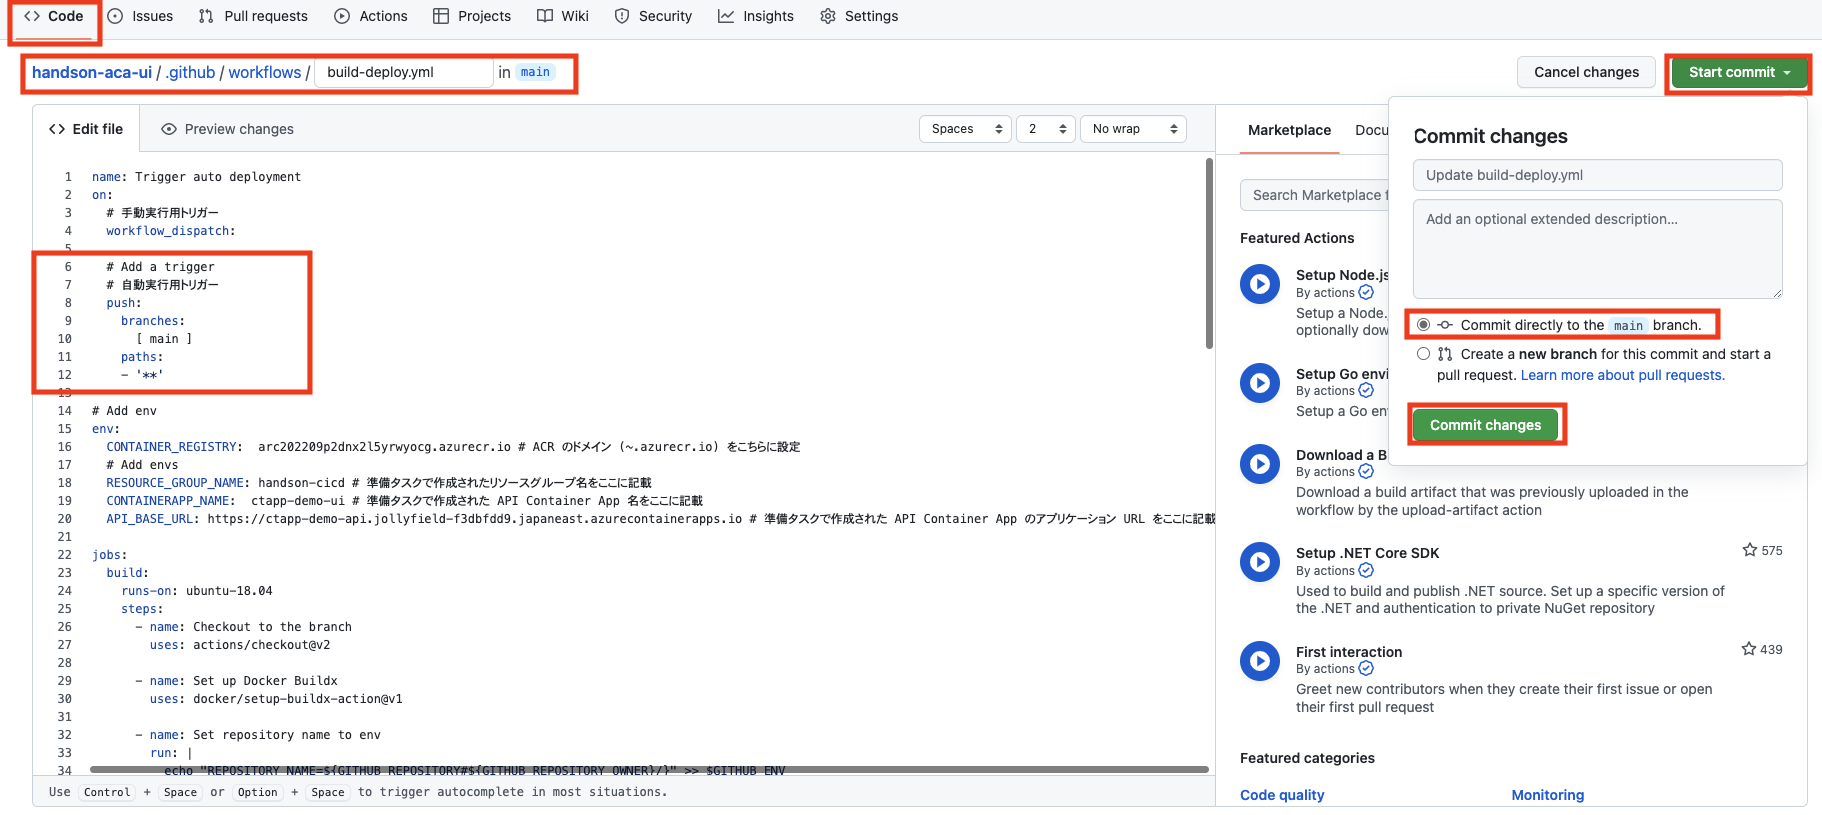 Code Issues Pull requests Actions Projects Wiki Security Insights Settings
handson-aca-ui / .github / workflows / build-deploy.yml in main
Cancel changes Start commit
Edit file Preview changes Spaces 2 No wrap
1 name: Trigger auto deployment
2 on:
3 # 手動実行用トリガー
4 workflow_dispatch:
5
6 # Add a trigger
7 # 自動実行用トリガー
8 push:
9 branches:
10 [ main ]
11 paths:
12 - '**'
13
14 # Add env
15 env:
16 CONTAINER_REGISTRY: arc202209p2dnx2l5yrwyocg.azurecr.io # ACR のドメイン (~.azurecr.io) をこちらに設定
17 # Add envs
18 RESOURCE_GROUP_NAME: handson-cicd # 準備タスクで作成されたリソースグループ名をここに記載
19 CONTAINERAPP_NAME: ctapp-demo-ui # 準備タスクで作成された API Container App 名をここに記載
20 API_BASE_URL: https://ctapp-demo-api.jollyfield-f3dbfdd9.japaneast.azurecontainerapps.io # 準備タスクで作成された API Container App のアプリケーション URL をここに記載
21
22 jobs:
23 build:
24 runs-on: ubuntu-18.04
25 steps:
26 - name: Checkout to the branch
27 uses: actions/checkout@v2
28
29 - name: Set up Docker Buildx
30 uses: docker/setup-buildx-action@v1
31
32 - name: Set repository name to env
33 run: |
34 echo "REPOSITORY_NAME=${GITHUB_REPOSITORY#${GITHUB_REPOSITORY_OWNER}/}" >> $GITHUB_ENV
Use Control + Space or Option + Space to trigger autocomplete in most situations.
Marketplace Docu
Search Marketplace f
Featured Actions
Setup Node.js
By actions
Setup a Node.
optionally dow
Setup Go envi
By actions
Setup a Go en
Download a B
By actions
Download a build artifact that was previously uploaded in the
workflow by the upload-artifact action
Setup .NET Core SDK 575
By actions
Used to build and publish .NET source. Set up a specific version of
the .NET and authentication to private NuGet repository
First interaction 439
By actions
Greet new contributors when they create their first issue or open
their first pull request
Featured categories
Code quality Monitoring
Commit changes
Update build-deploy.yml
Add an optional extended description...
Commit directly to the main branch.
Create a new branch for this commit and start a
pull request. Learn more about pull requests.
Commit changes